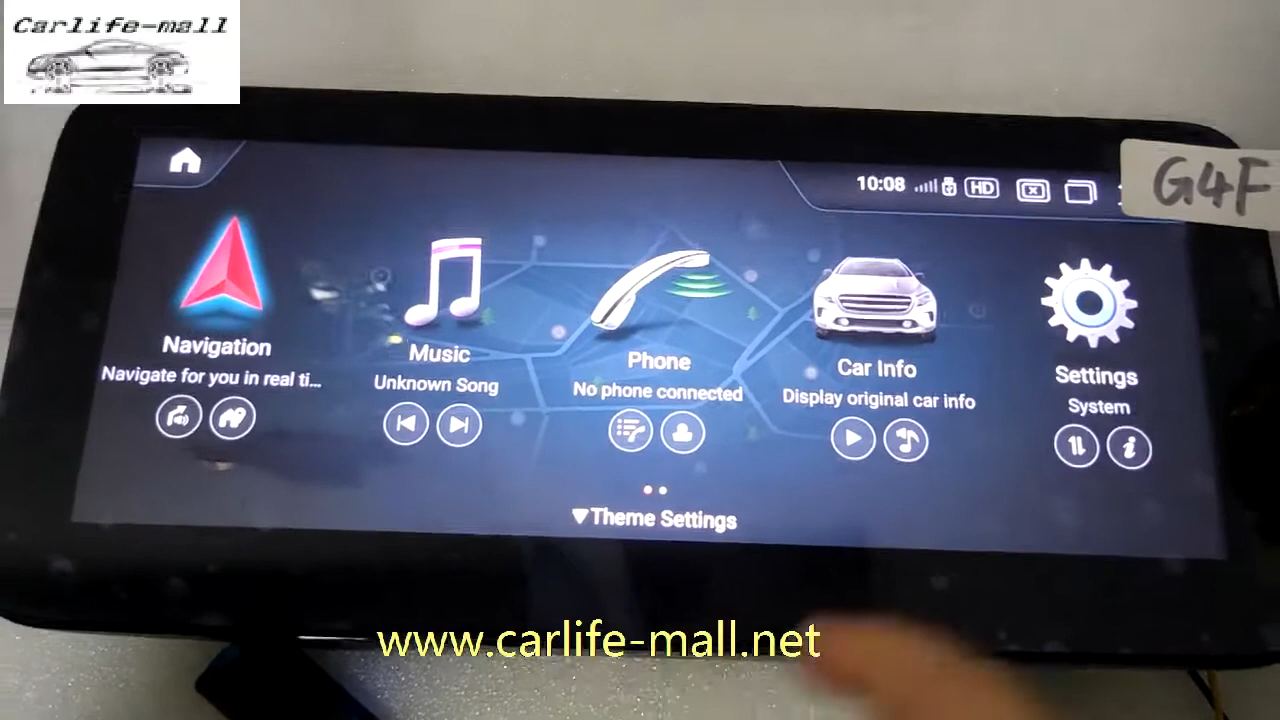 Carlife-mall
10:08
HD
G4F
Navigation
Navigate for you in real ti...
Music
Unknown Song
Phone
No phone connected
Car Info
Display original car info
Settings
System
▼Theme Settings
www.carlife-mall.net